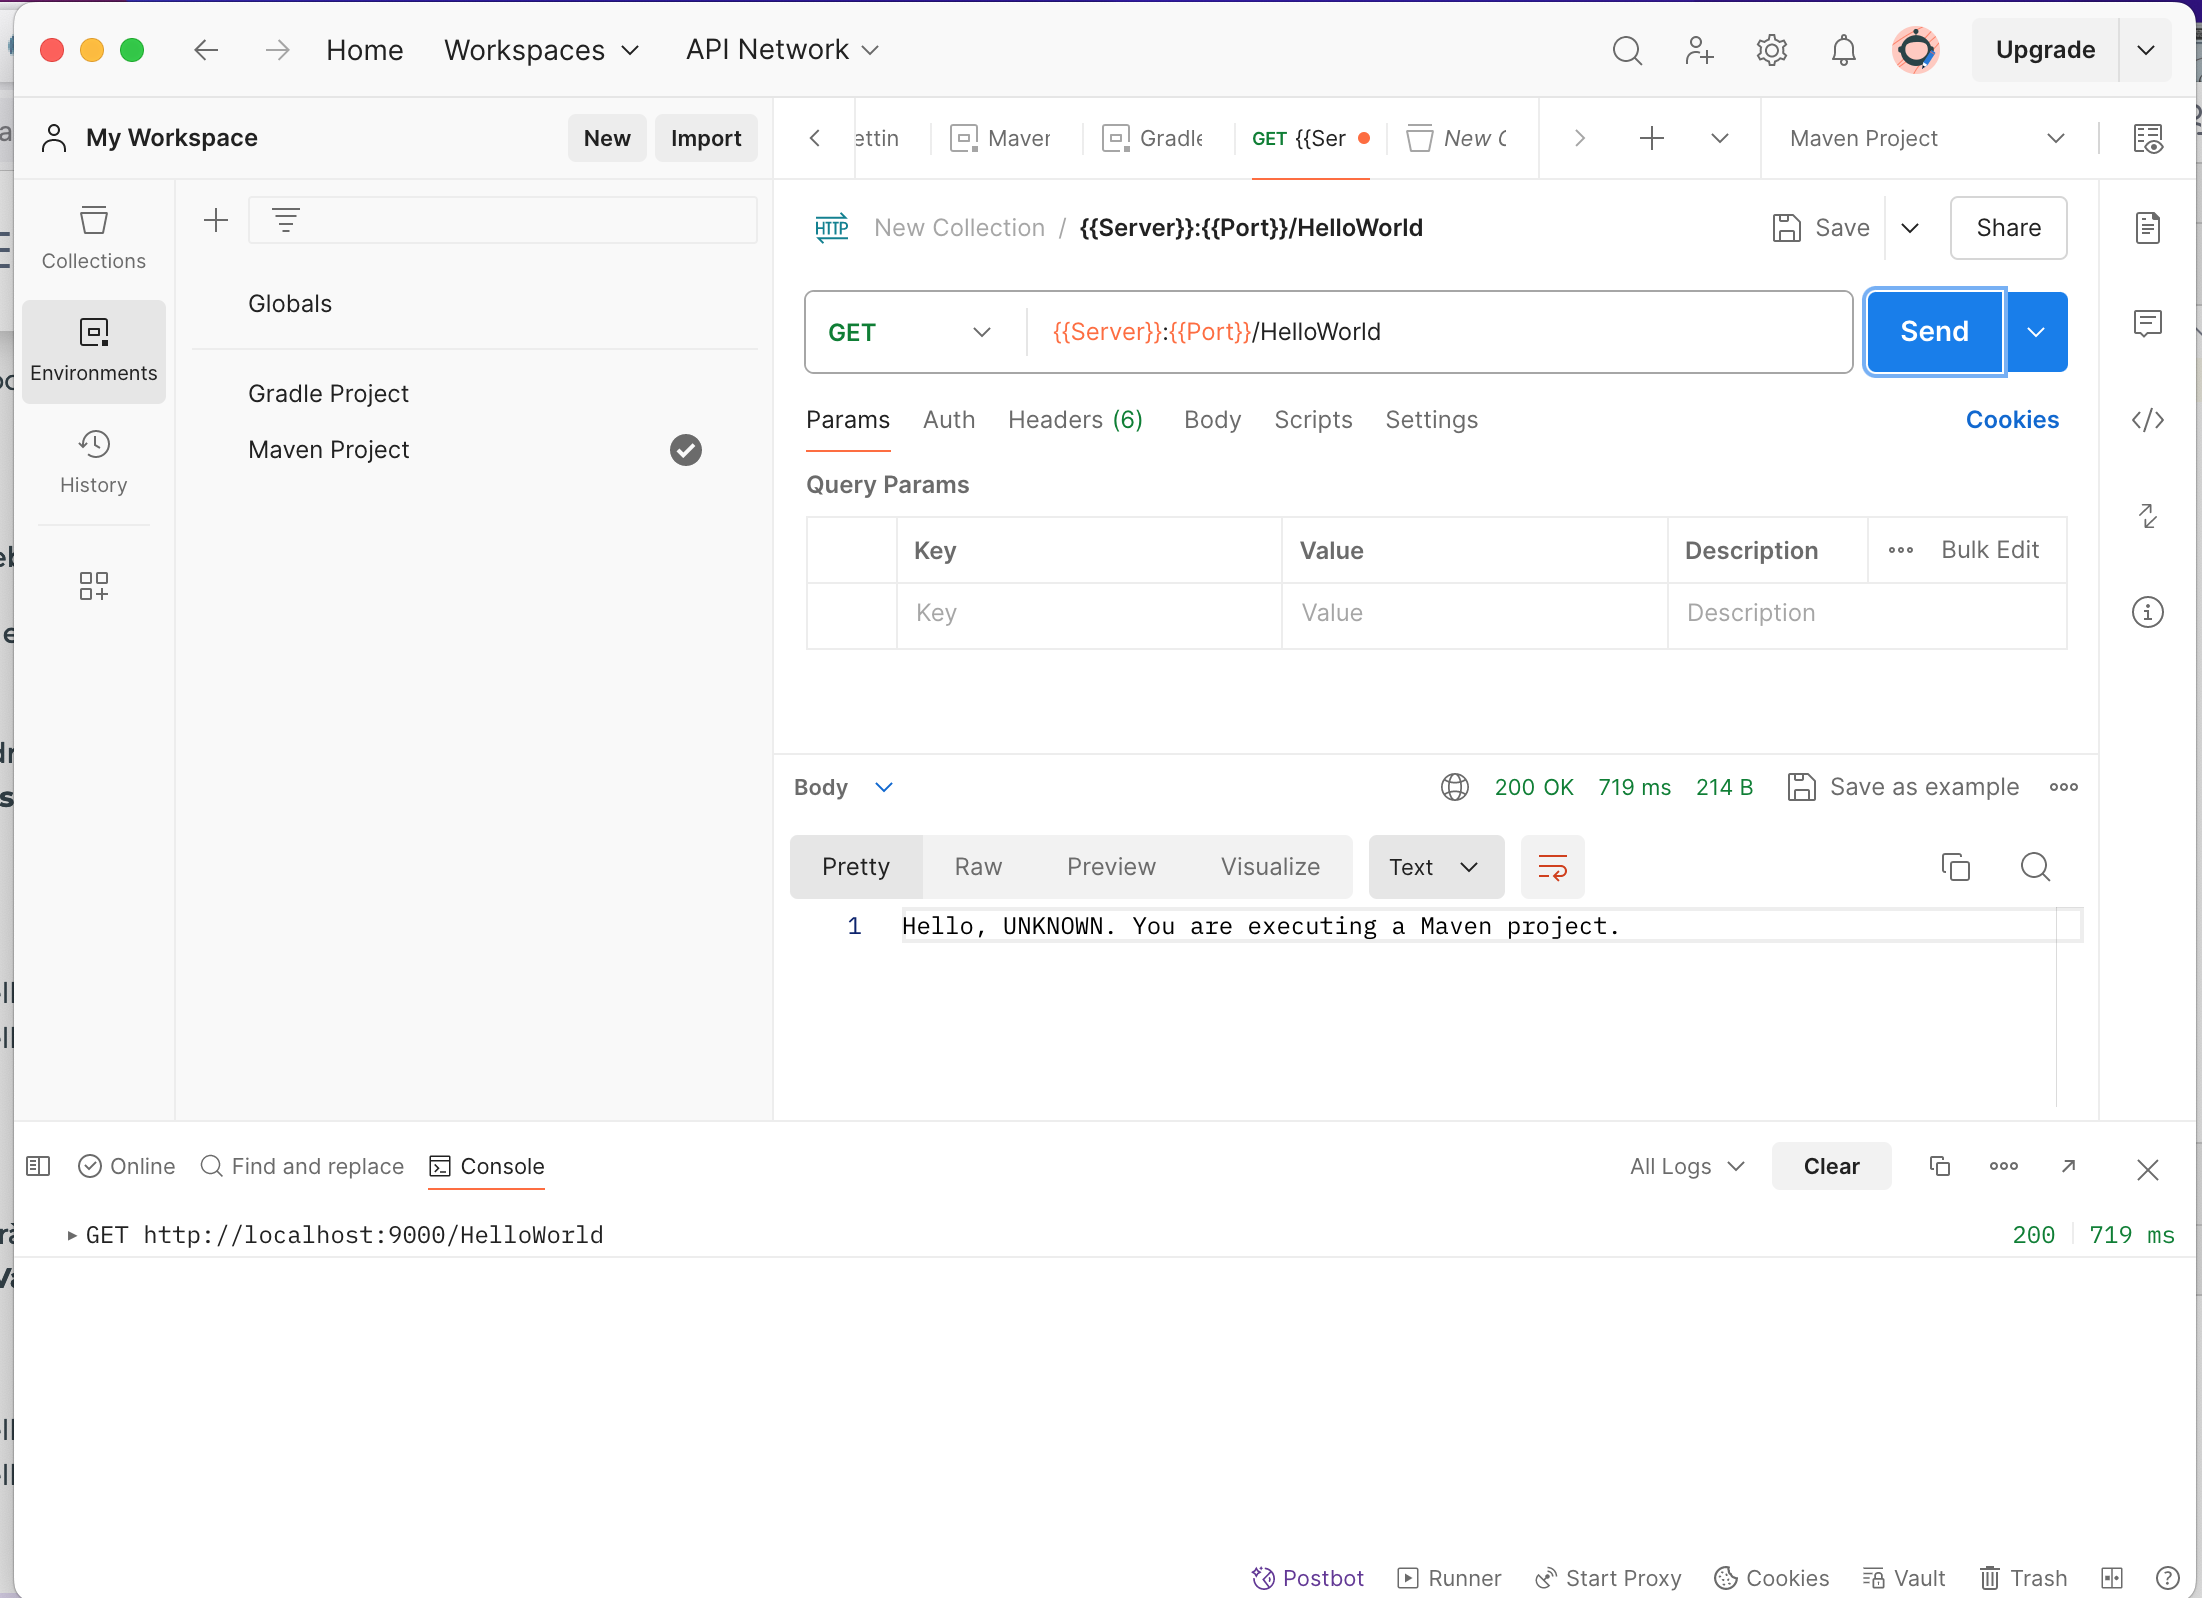 Home Workspaces API Network Upgrade
My Workspace New Import
ettin Maver Gradle GET {{Ser New C Maven Project
Collections
Environments
History
Globals
Gradle Project
Maven Project
HTTP New Collection / {{Server}}:{{Port}}/HelloWorld Save Share
GET {{Server}}:{{Port}}/HelloWorld Send
Params Auth Headers (6) Body Scripts Settings Cookies
Query Params
Key Value Description Bulk Edit
Key Value Description
Body 200 OK 719 ms 214 B Save as example
Pretty Raw Preview Visualize Text
1 Hello, UNKNOWN. You are executing a Maven project.
Online Find and replace Console All Logs Clear
GET http://localhost:9000/HelloWorld 200 719 ms
Postbot Runner Start Proxy Cookies Vault Trash